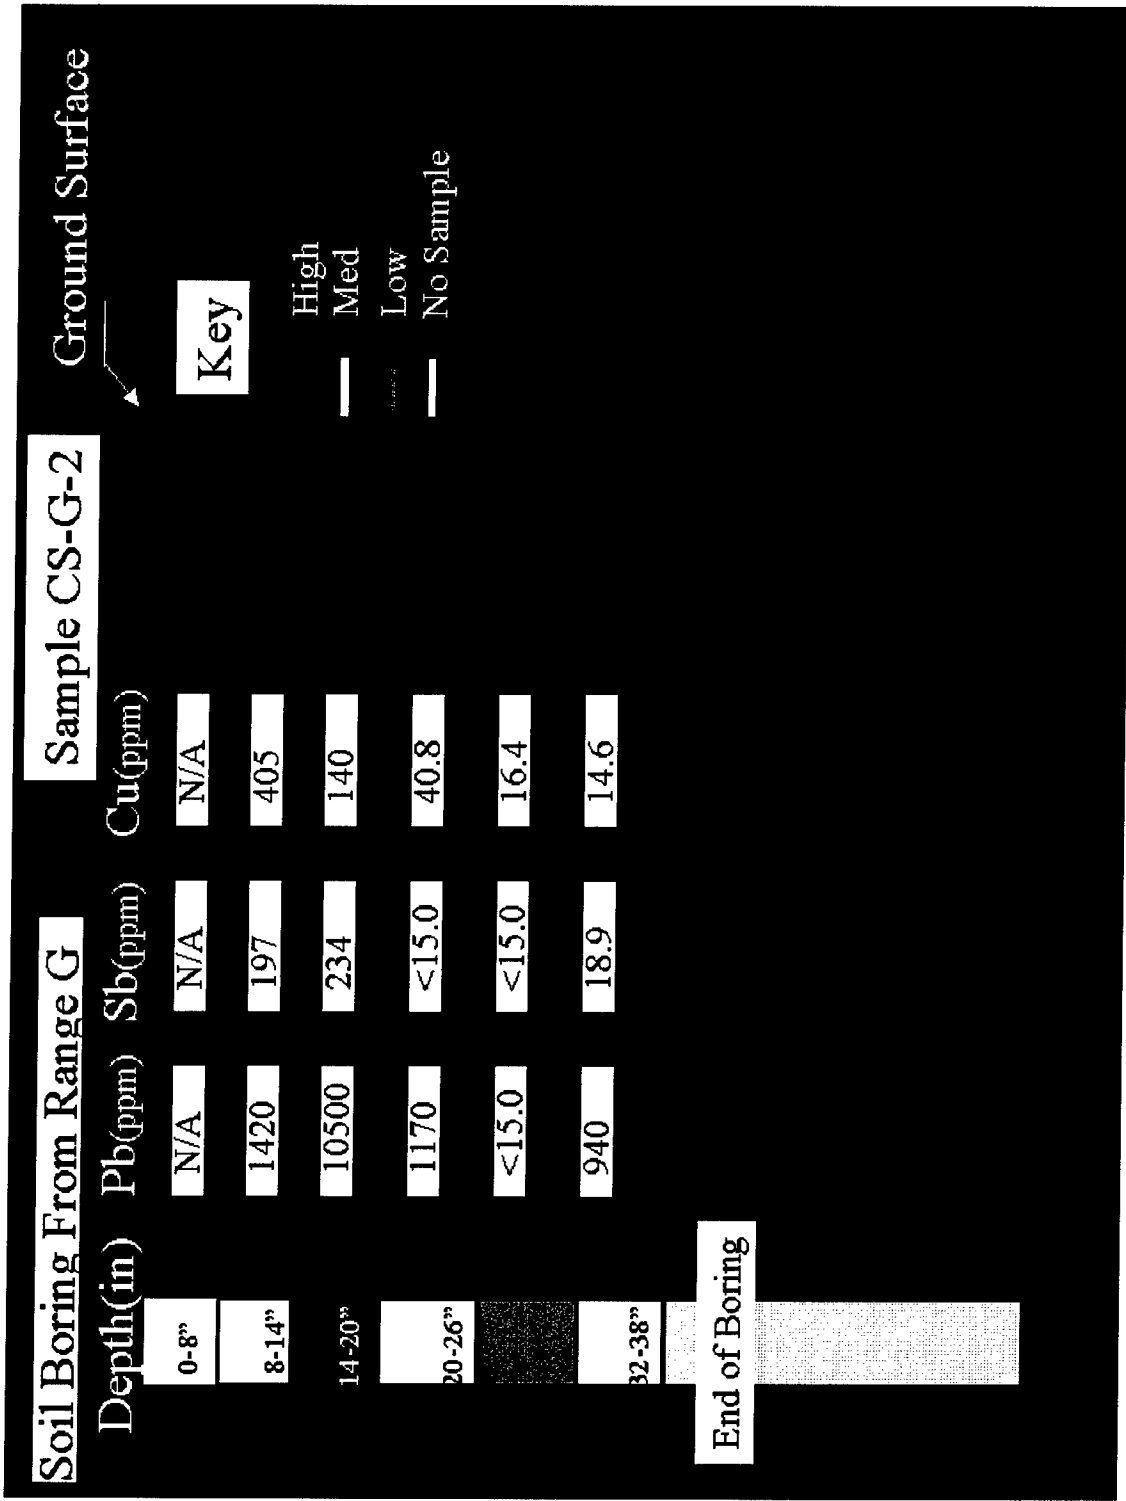 Soil Boring From Range G
Sample CS-G-2
Ground Surface
Depth(in) Pb(ppm) Sb(ppm) Cu(ppm)
0-8” N/A N/A N/A
8-14” 1420 197 405
14-20” 10500 234 140
20-26” 1170 <15.0 40.8
<15.0 <15.0 16.4
32-38” 940 18.9 14.6
End of Boring
Key
High
Med
Low
No Sample